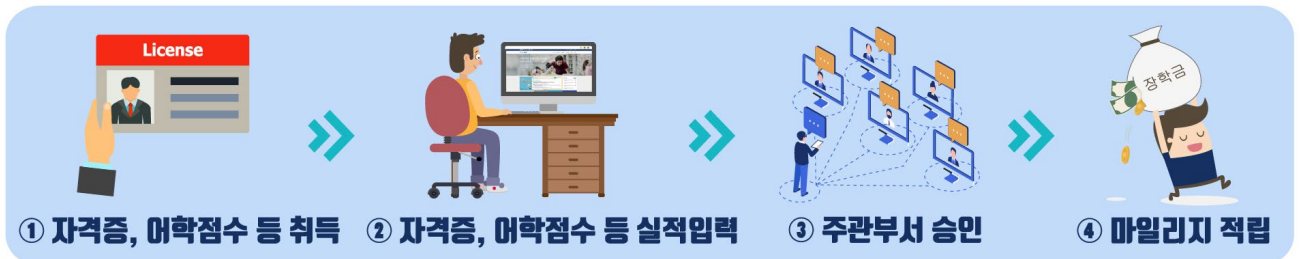 License
장학금
① 자격증, 어학점수 등 취득
② 자격증, 어학점수 등 실적입력
③ 주관부서 승인
④ 마일리지 적립